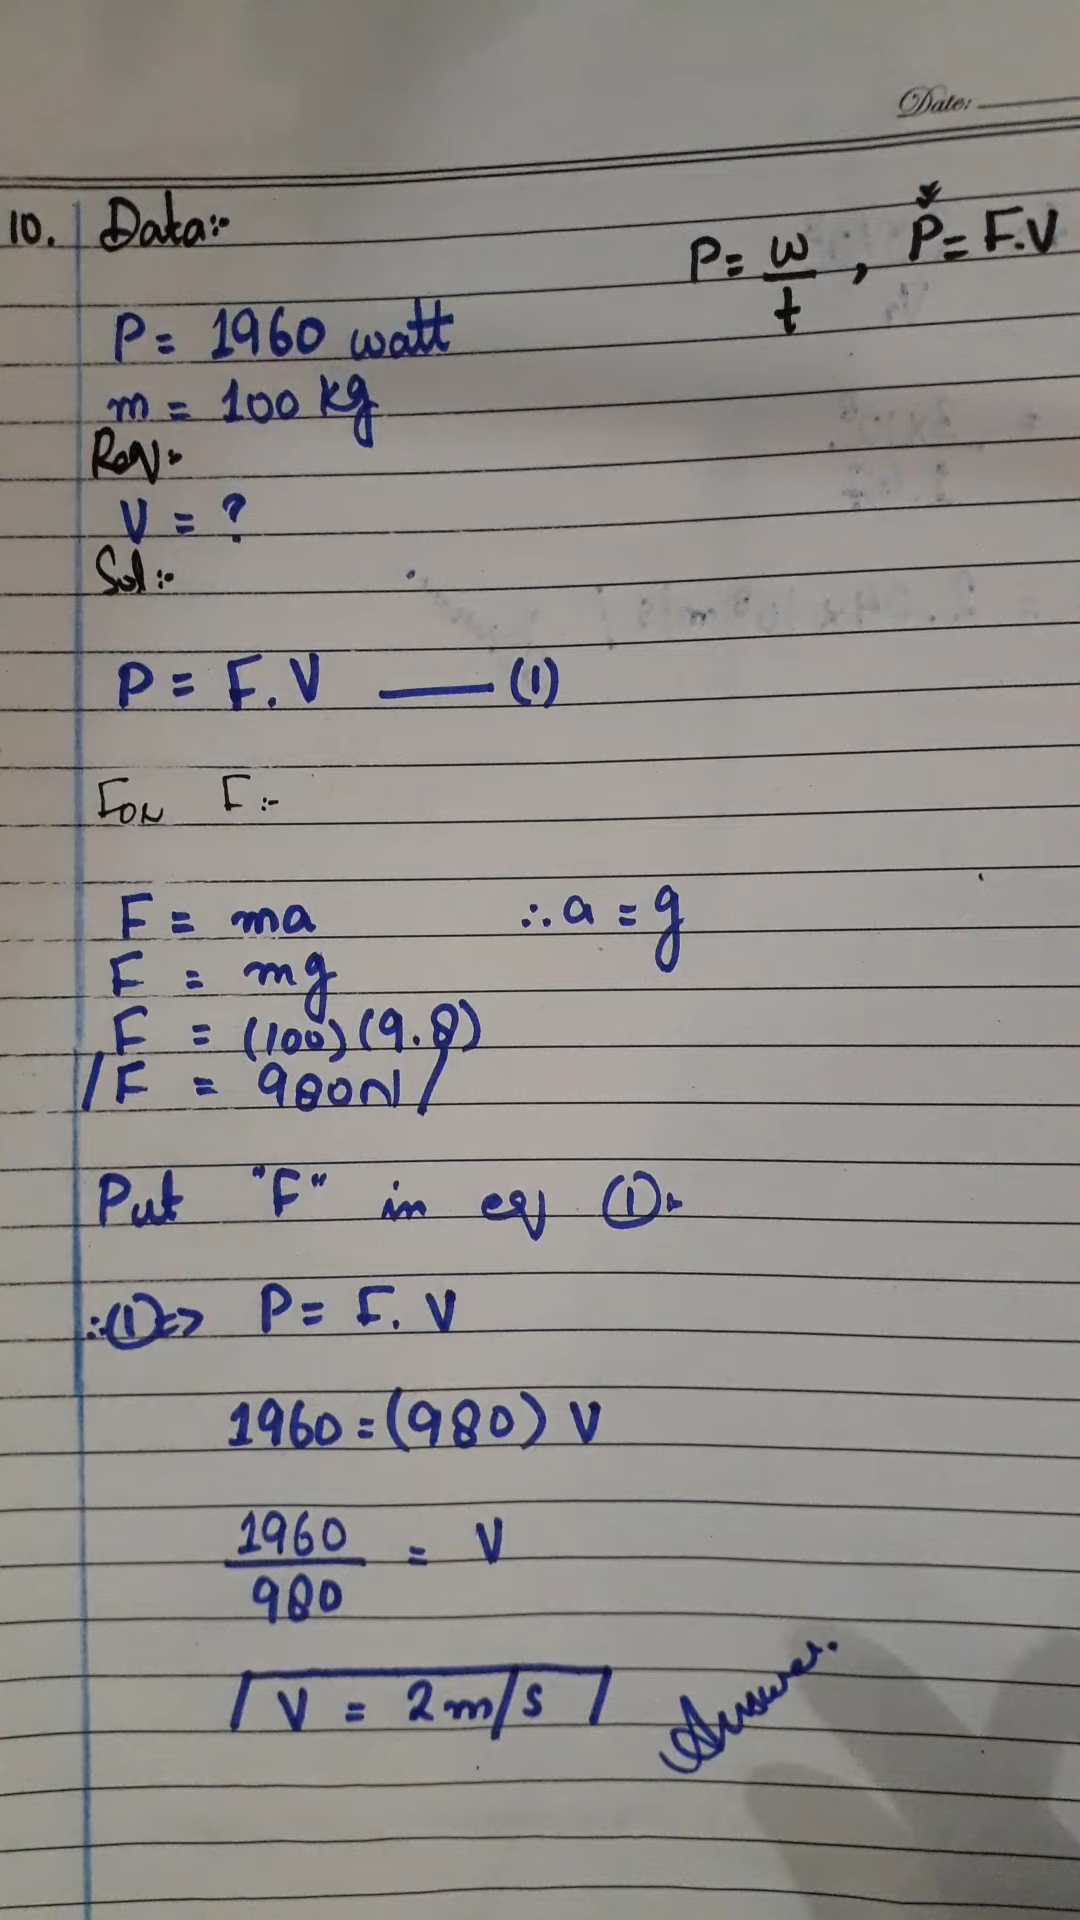 Date:
10. Data:-
P = W/t , P = F.V
P = 1960 watt
m = 100 kg
Req:
V = ?
Sol:-
P = F.V —— (1)
For F:-
F = ma ∴ a = g
F = mg
F = (100)(9.8)
F = 980N
Put "F" in eq (1).
∴(1)=> P = F.V
1960 = (980) V
1960/980 = V
V = 2 m/s Answer.